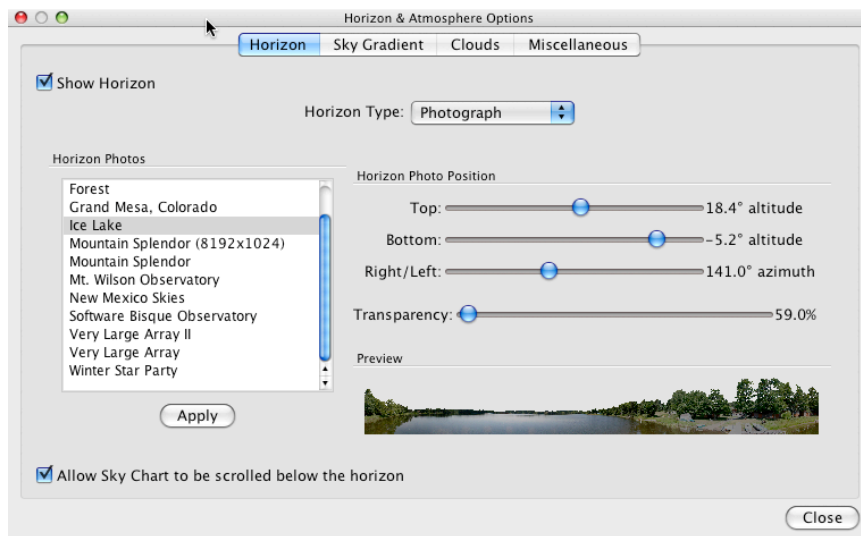 Horizon & Atmosphere Options
Horizon Sky Gradient Clouds Miscellaneous
Show Horizon
Horizon Type: Photograph
Horizon Photos
Forest
Grand Mesa, Colorado
Ice Lake
Mountain Splendor (8192x1024)
Mountain Splendor
Mt. Wilson Observatory
New Mexico Skies
Software Bisque Observatory
Very Large Array II
Very Large Array
Winter Star Party
Apply
Horizon Photo Position
Top: 18.4° altitude
Bottom: -5.2° altitude
Right/Left: 141.0° azimuth
Transparency: 59.0%
Preview
Allow Sky Chart to be scrolled below the horizon
Close